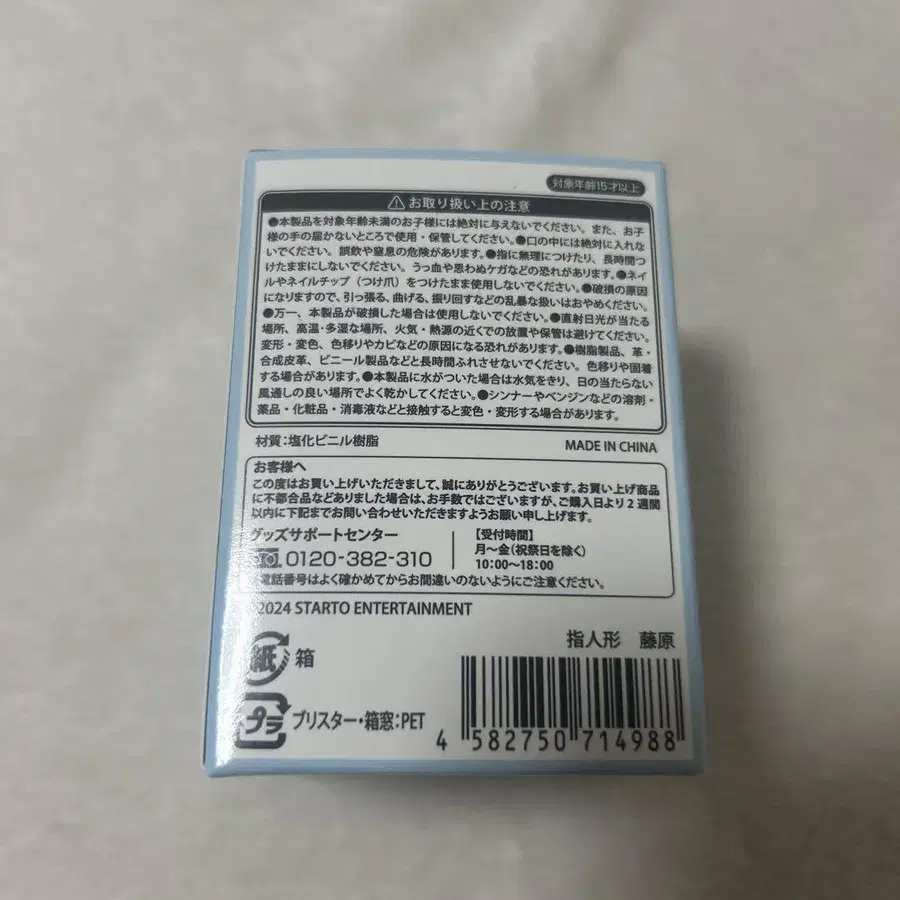 対象年齢15才以上
お取り扱い上の注意
●本製品を対象年齢未満のお子様には絶対に与えないでください。また、お子
様の手の届かないところで使用・保管してください。●口の中には絶対に入れな
いでください。誤飲や窒息の危険があります。●指に無理につけたり、長時間つ
けたままにしないでください。うっ血や思わぬケガなどの恐れがあります。●ネイ
ルやネイルチップ（つけ爪）をつけたまま使用しないでください。●破損の原因
になりますので、引っ張る、曲げる、振り回すなどの乱暴な扱いはおやめください。
●万一、本製品が破損した場合は使用しないでください。●直射日光が当たる
場所、高温・多湿な場所、火気・熱源の近くでの放置や保管は避けてください。
変形・変色、色移りやカビなどの原因になる恐れがあります。●樹脂製品、革・
合成皮革、ビニール製品などと長時間ふれさせないでください。色移りや固着
する場合があります。●本製品に水がついた場合は水気をきり、日の当たらない
風通しの良い場所でよく乾かしてください。●シンナーやベンジンなどの溶剤・
薬品・化粧品・消毒液などと接触すると変色・変形する場合があります。
材質：塩化ビニル樹脂 MADE IN CHINA
お客様へ
この度はお買い上げいただきまして、誠にありがとうございます。お買い上げ商品
に不都合品などありました場合は、お手数ではございますが、ご購入日より2週間
以内に下記までお問い合わせいただきますようお願い申し上げます。
グッズサポートセンター
0120-382-310
【受付時間】
月〜金（祝祭日を除く）
10:00〜18:00
※電話番号はよく確かめてからお間違いのないようにご注意ください。
©2024 STARTO ENTERTAINMENT
指人形 藤原
紙 箱
プラ ブリスター・箱窓：PET
4 582750 714988